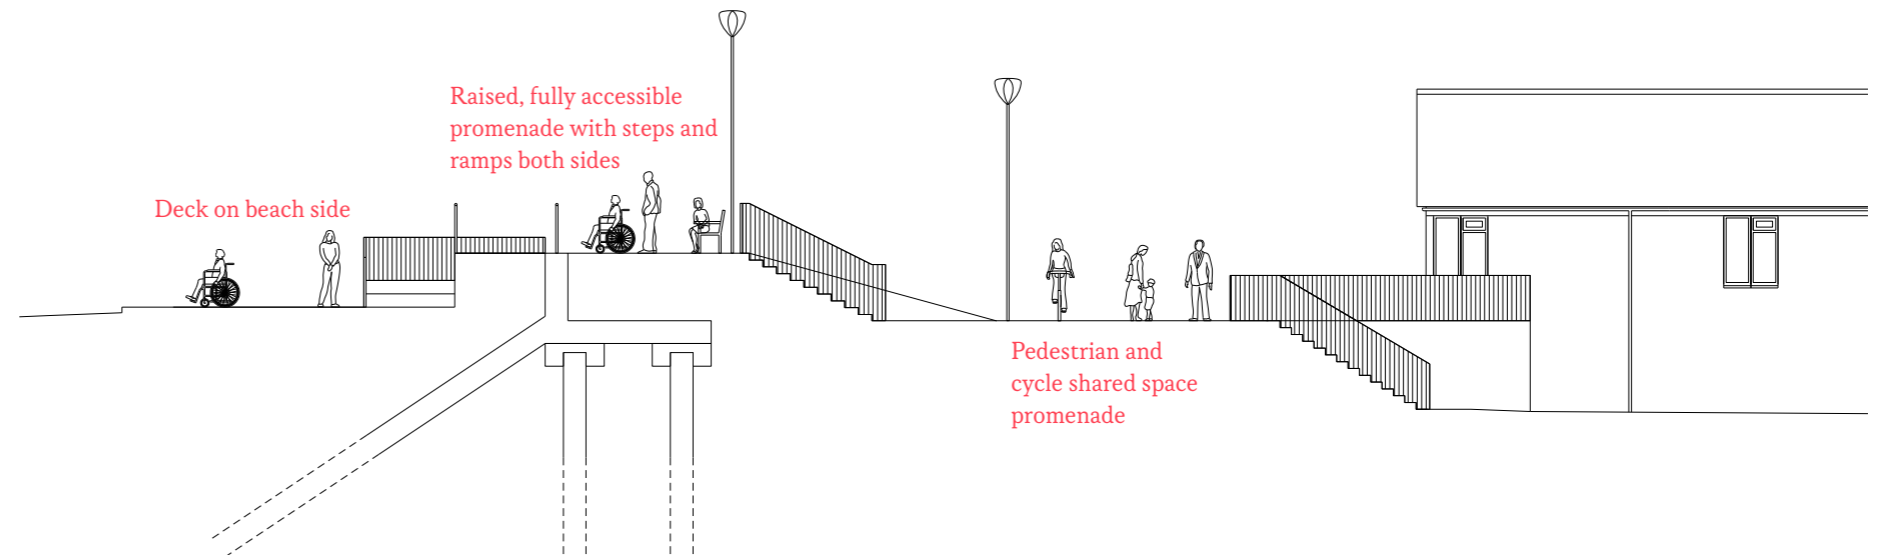 Raised, fully accessible
promenade with steps and
ramps both sides
Deck on beach side
Pedestrian and
cycle shared space
promenade